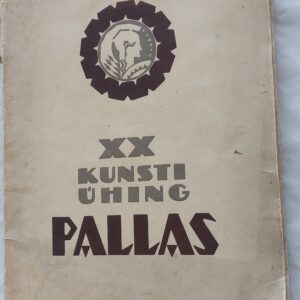 XX
KUNSTI
ÜHING
PALLAS